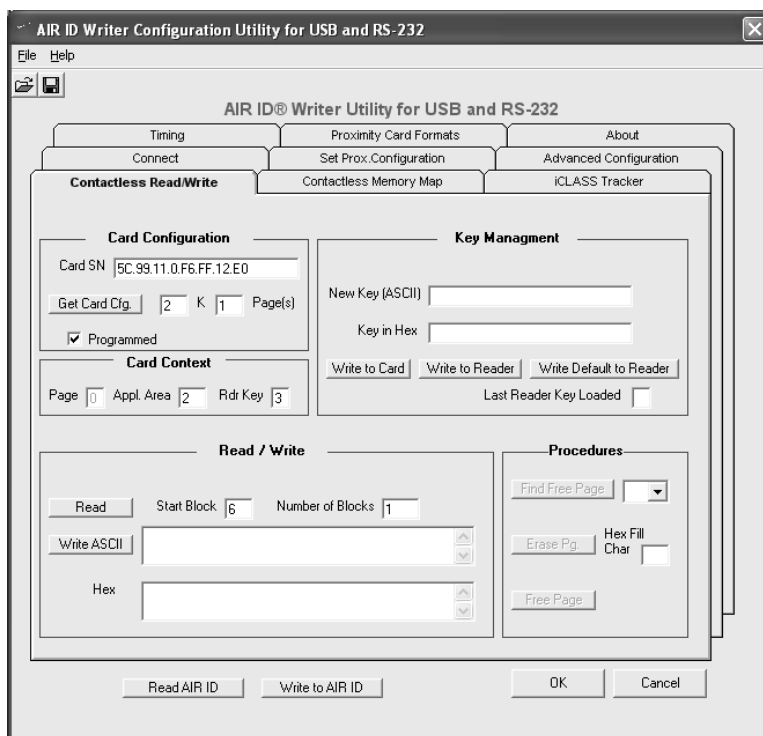 AIR ID Writer Configuration Utility for USB and RS-232
File Help
AIR ID® Writer Utility for USB and RS-232
Timing Proximity Card Formats About
Connect Set Prox.Configuration Advanced Configuration
Contactless Read/Write Contactless Memory Map iCLASS Tracker
Card Configuration
Card SN 5C.99.11.0.F6.FF.12.E0
Get Card Cfg. 2 K 1 Page(s)
Programmed
Card Context
Page 0 Appl. Area 2 Rdr Key 3
Key Managment
New Key (ASCII)
Key in Hex
Write to Card Write to Reader Write Default to Reader
Last Reader Key Loaded
Read / Write
Read Start Block 6 Number of Blocks 1
Write ASCII
Hex
Procedures
Find Free Page
Erase Pg. Hex Fill
Char
Free Page
Read AIR ID Write to AIR ID OK Cancel